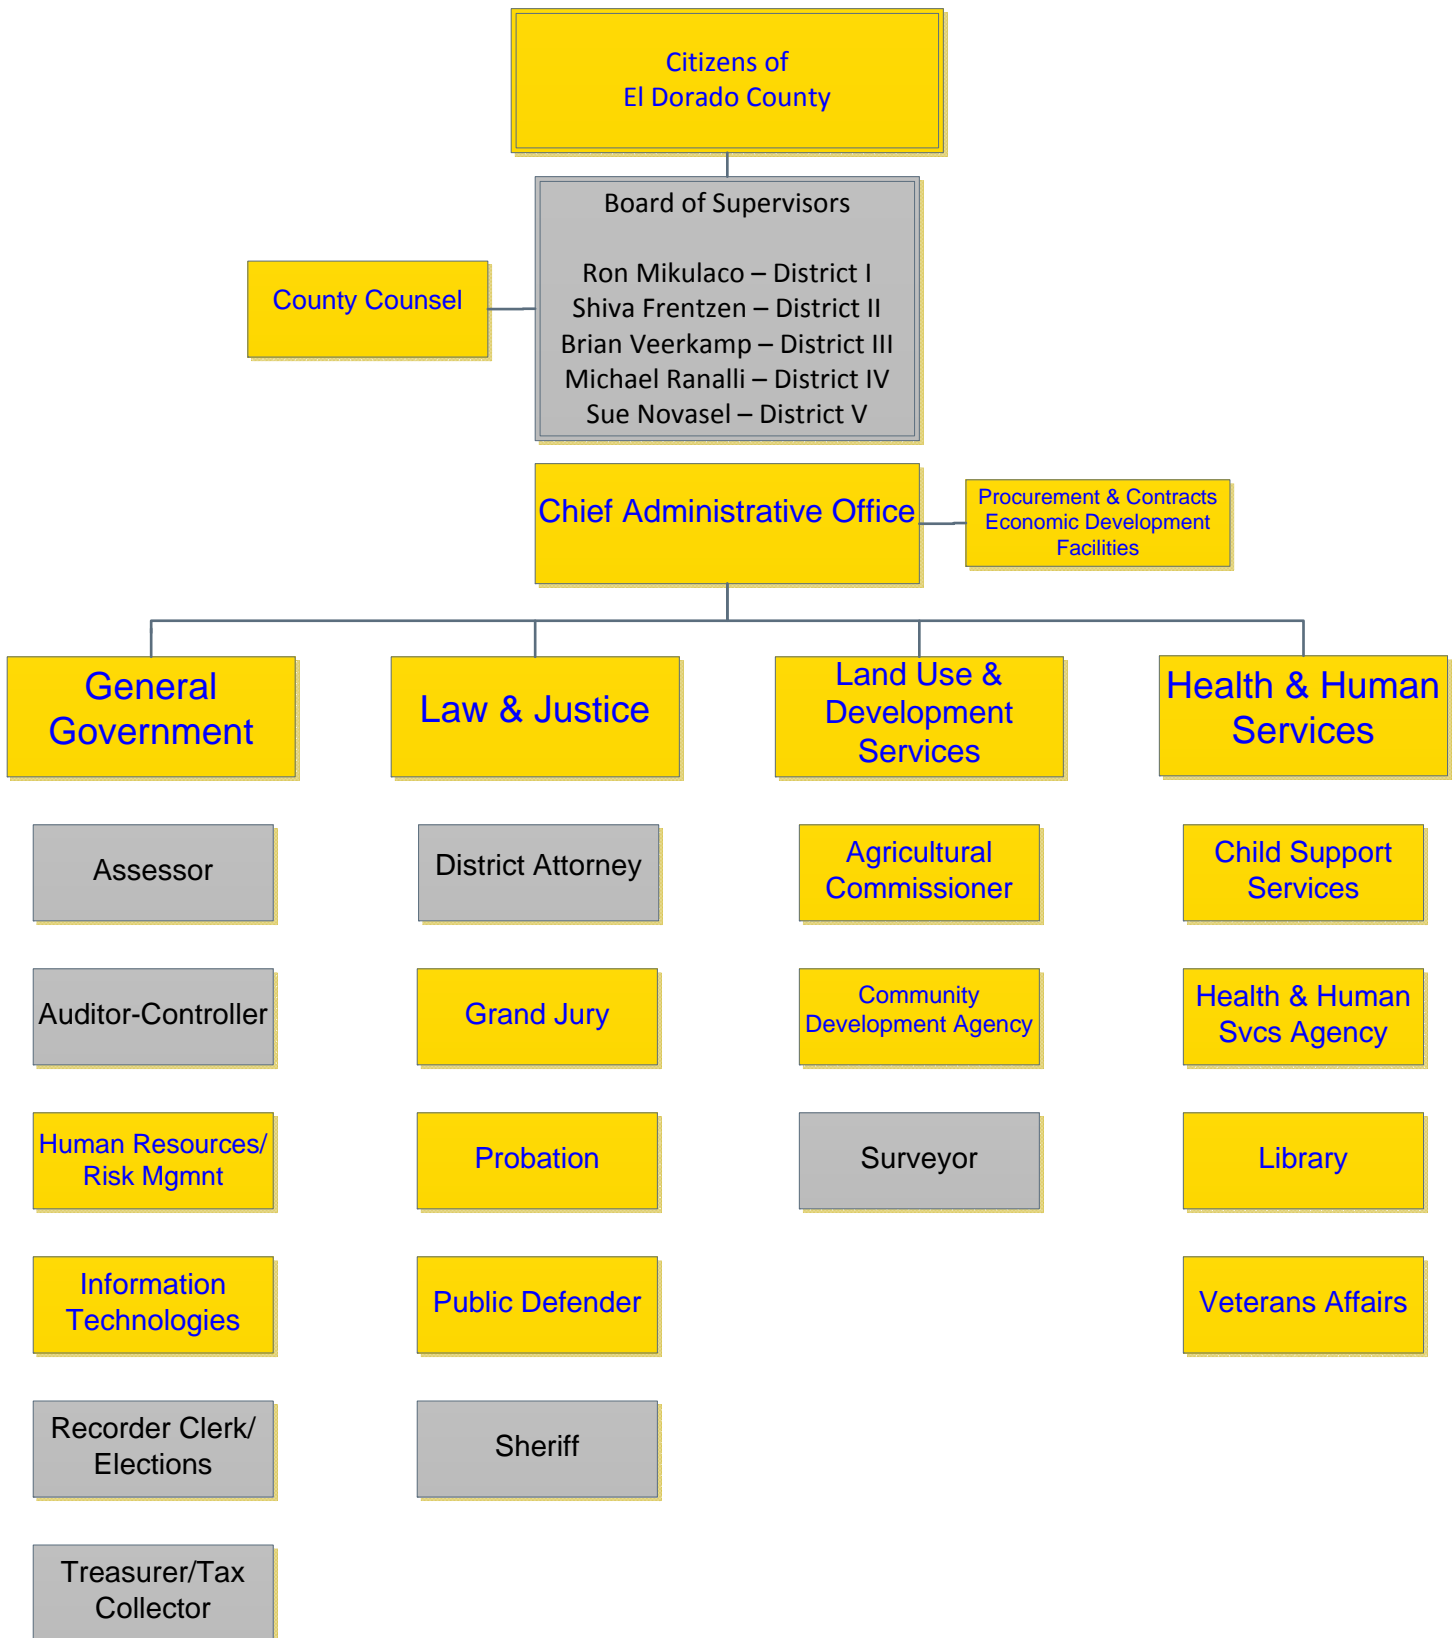 Citizens of
El Dorado County
Board of Supervisors
Ron Mikulaco – District I
Shiva Frentzen – District II
Brian Veerkamp – District III
Michael Ranalli – District IV
Sue Novasel – District V
County Counsel
Chief Administrative Office
Procurement & Contracts
Economic Development
Facilities
General
Government
Law & Justice
Land Use &
Development
Services
Health & Human
Services
Assessor
Auditor-Controller
Human Resources/
Risk Mgmnt
Information
Technologies
Recorder Clerk/
Elections
Treasurer/Tax
Collector
District Attorney
Grand Jury
Probation
Public Defender
Sheriff
Agricultural
Commissioner
Community
Development Agency
Surveyor
Child Support
Services
Health & Human
Svcs Agency
Library
Veterans Affairs